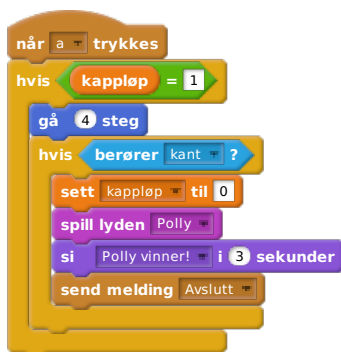 når a trykkes
hvis kappløp = 1
gå 4 steg
hvis berører kant ?
sett kappløp til 0
spill lyden Polly
si Polly vinner! i 3 sekunder
send melding Avslutt